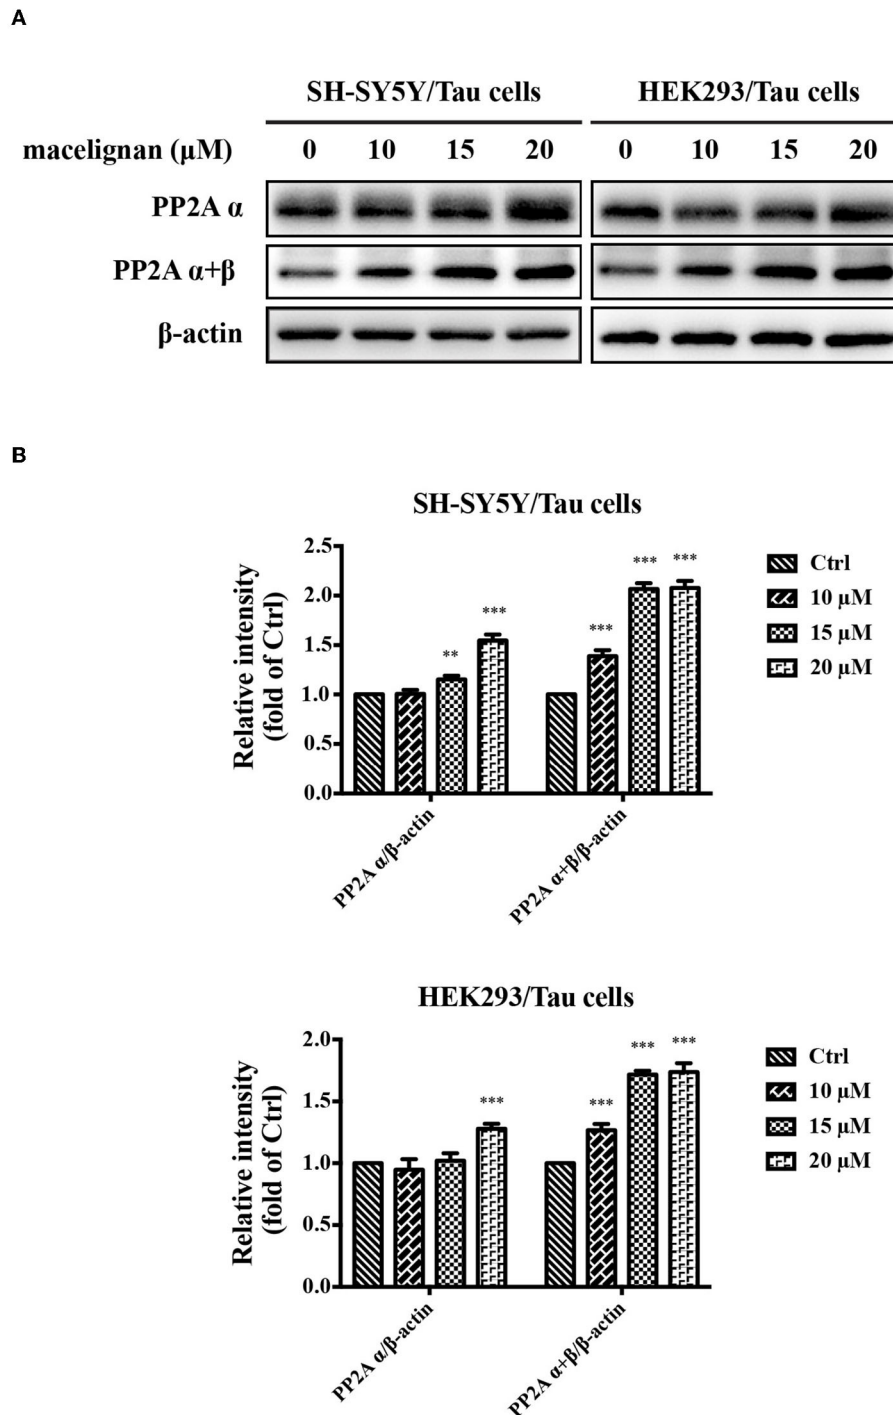 A
SH-SY5Y/Tau cells HEK293/Tau cells
macelignan (μM) 0 10 15 20 0 10 15 20
PP2A α
PP2A α+β
β-actin
B
SH-SY5Y/Tau cells
Relative intensity
(fold of Ctrl)
2.5
2.0
1.5
1.0
0.5
0.0
**
***
***
***
***
PP2A α/β-actin
PP2A α+β/β-actin
Ctrl
10 μM
15 μM
20 μM
HEK293/Tau cells
Relative intensity
(fold of Ctrl)
2.0
1.5
1.0
0.5
0.0
***
***
***
***
PP2A α/β-actin
PP2A α+β/β-actin
Ctrl
10 μM
15 μM
20 μM